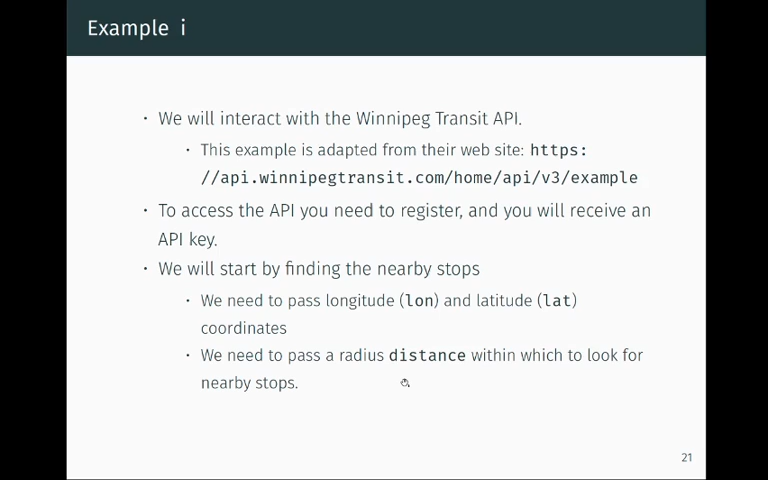 Example i
· We will interact with the Winnipeg Transit API.
· This example is adapted from their web site: https:
//api.winnipegtransit.com/home/api/v3/example
· To access the API you need to register, and you will receive an
API key.
· We will start by finding the nearby stops
· We need to pass longitude (lon) and latitude (lat)
coordinates
· We need to pass a radius distance within which to look for
nearby stops.
21